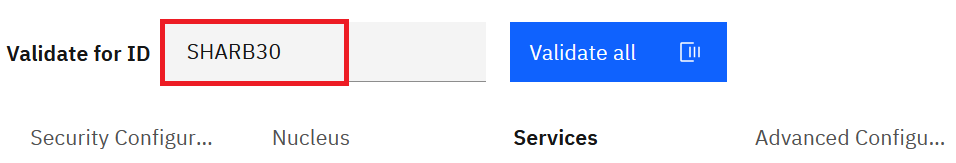 Validate for ID SHARB30 Validate all
Security Configur... Nucleus Services Advanced Configu...